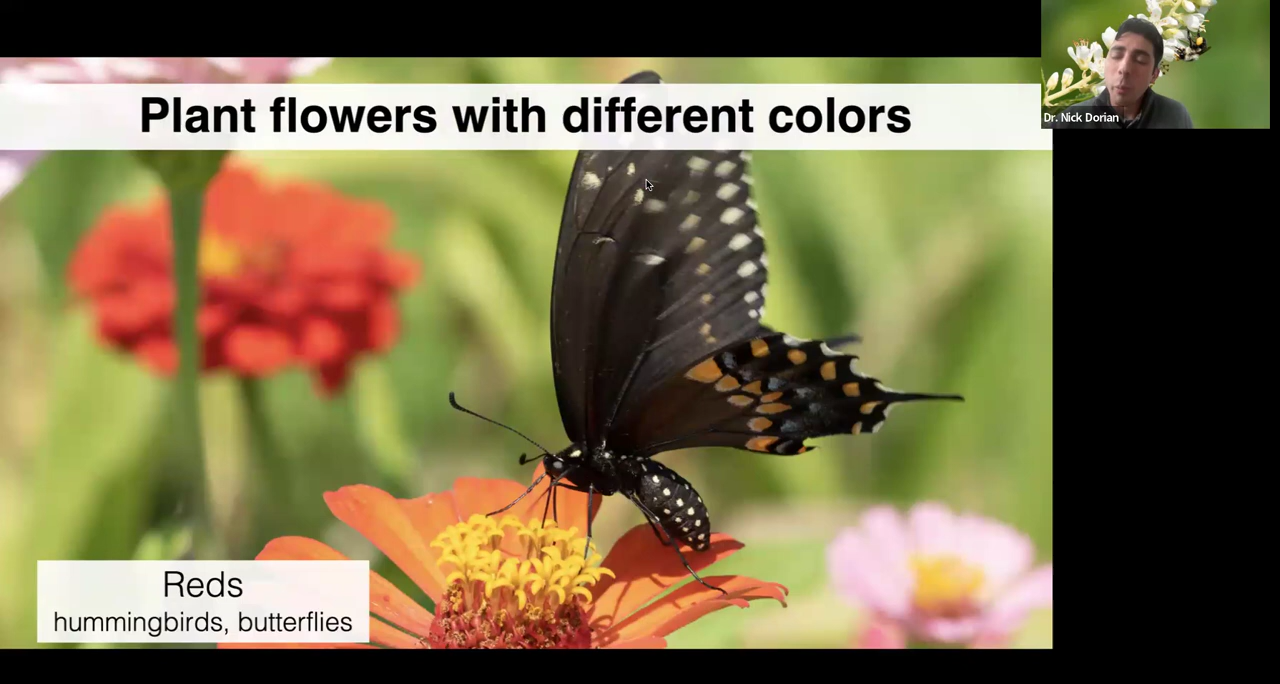 Plant flowers with different colors
Dr. Nick Dorian
Reds
hummingbirds, butterflies